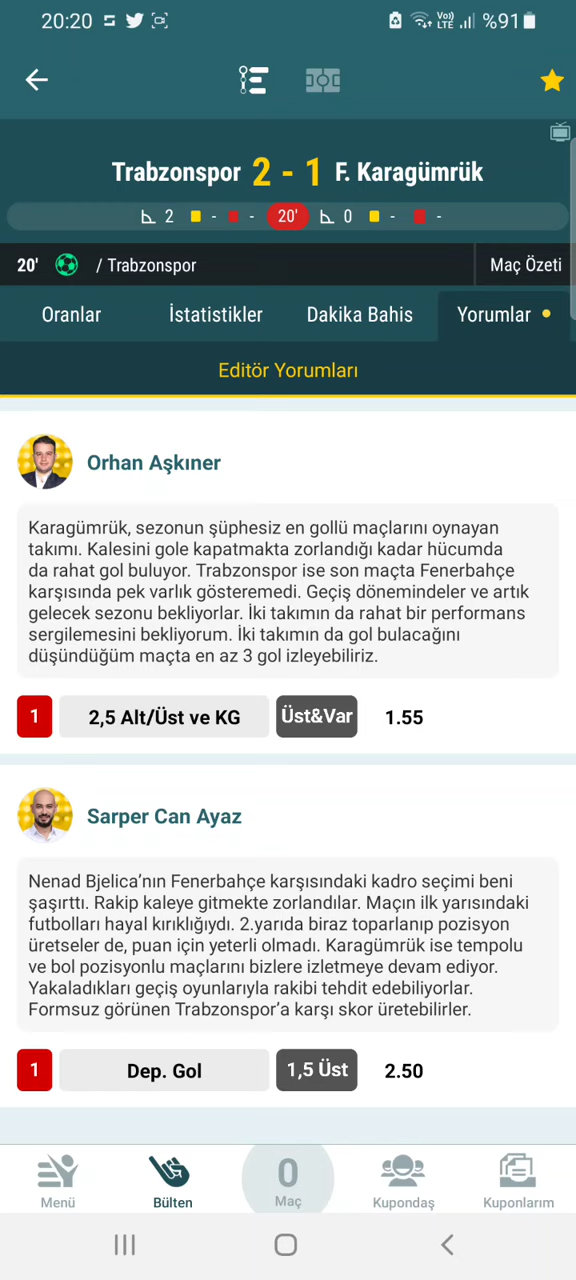 20:20
Vo))
LTE
%91
Trabzonspor 2 - 1 F. Karagümrük
2 - - 20' 0 - -
20' / Trabzonspor Maç Özeti
Oranlar İstatistikler Dakika Bahis Yorumlar
Editör Yorumları
Orhan Aşkıner
Karagümrük, sezonun şüphesiz en gollü maçlarını oynayan
takımı. Kalesini gole kapatmakta zorlandığı kadar hücumda
da rahat gol buluyor. Trabzonspor ise son maçta Fenerbahçe
karşısında pek varlık gösteremedi. Geçiş dönemindeler ve artık
gelecek sezonu bekliyorlar. İki takımın da rahat bir performans
sergilemesini bekliyorum. İki takımın da gol bulacağını
düşündüğüm maçta en az 3 gol izleyebiliriz.
1 2,5 Alt/Üst ve KG Üst&Var 1.55
Sarper Can Ayaz
Nenad Bjelica’nın Fenerbahçe karşısındaki kadro seçimi beni
şaşırttı. Rakip kaleye gitmekte zorlandılar. Maçın ilk yarısındaki
futbolları hayal kırıklığıydı. 2.yarıda biraz toparlanıp pozisyon
üretseler de, puan için yeterli olmadı. Karagümrük ise tempolu
ve bol pozisyonlu maçlarını bizlere izletmeye devam ediyor.
Yakaladıkları geçiş oyunlarıyla rakibi tehdit edebiliyorlar.
Formsuz görünen Trabzonspor’a karşı skor üretebilirler.
1 Dep. Gol 1,5 Üst 2.50
0
Menü Bülten Maç Kupondaş Kuponlarım